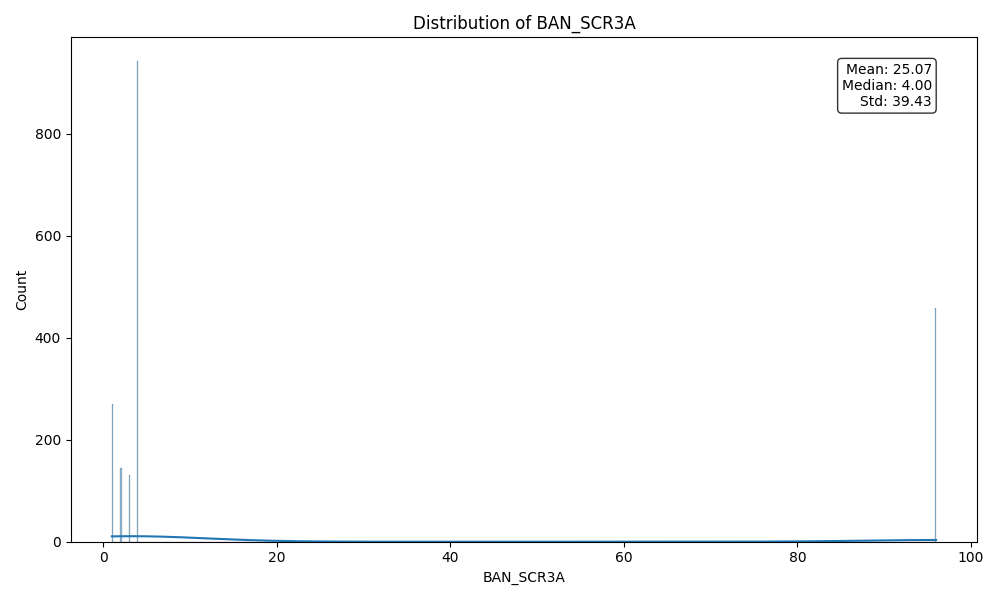 Distribution of BAN_SCR3A
Mean: 25.07
Median: 4.00
Std: 39.43
Count
800
600
400
200
0
0 20 40 60 80 100
BAN_SCR3A